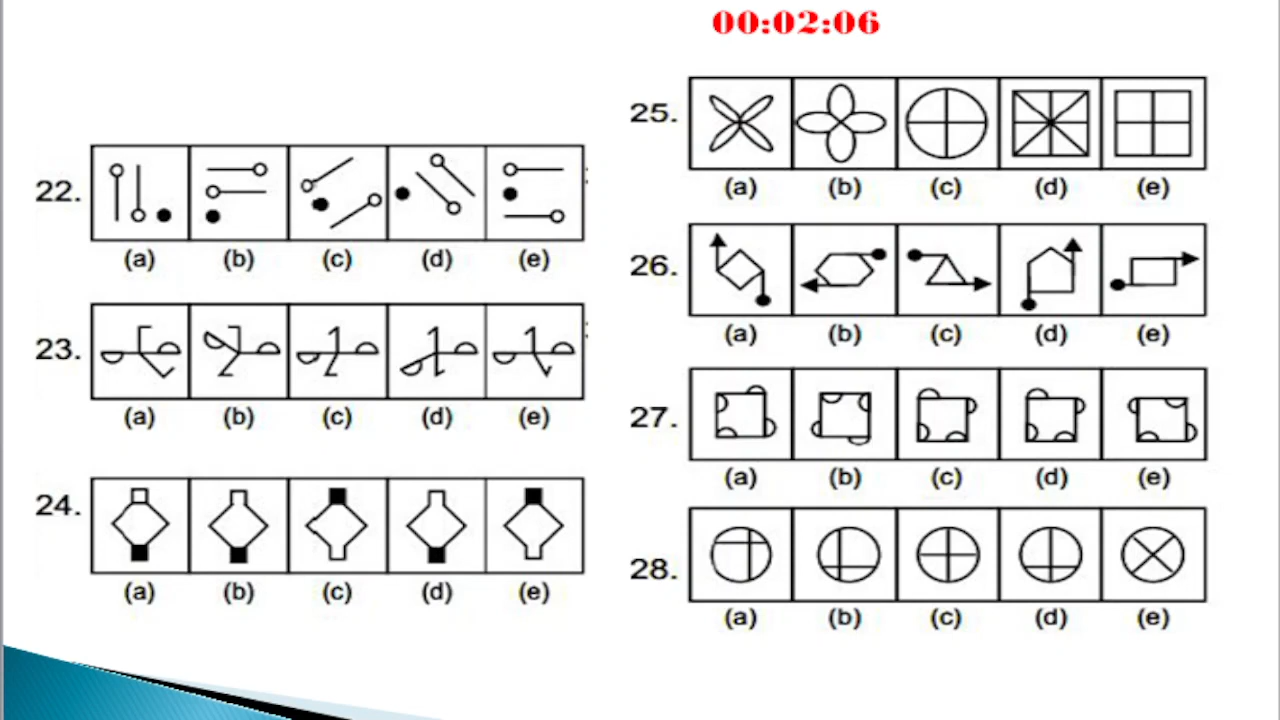 00:02:06
22.
(a) (b) (c) (d) (e)
23.
(a) (b) (c) (d) (e)
24.
(a) (b) (c) (d) (e)
25.
(a) (b) (c) (d) (e)
26.
(a) (b) (c) (d) (e)
27.
(a) (b) (c) (d) (e)
28.
(a) (b) (c) (d) (e)